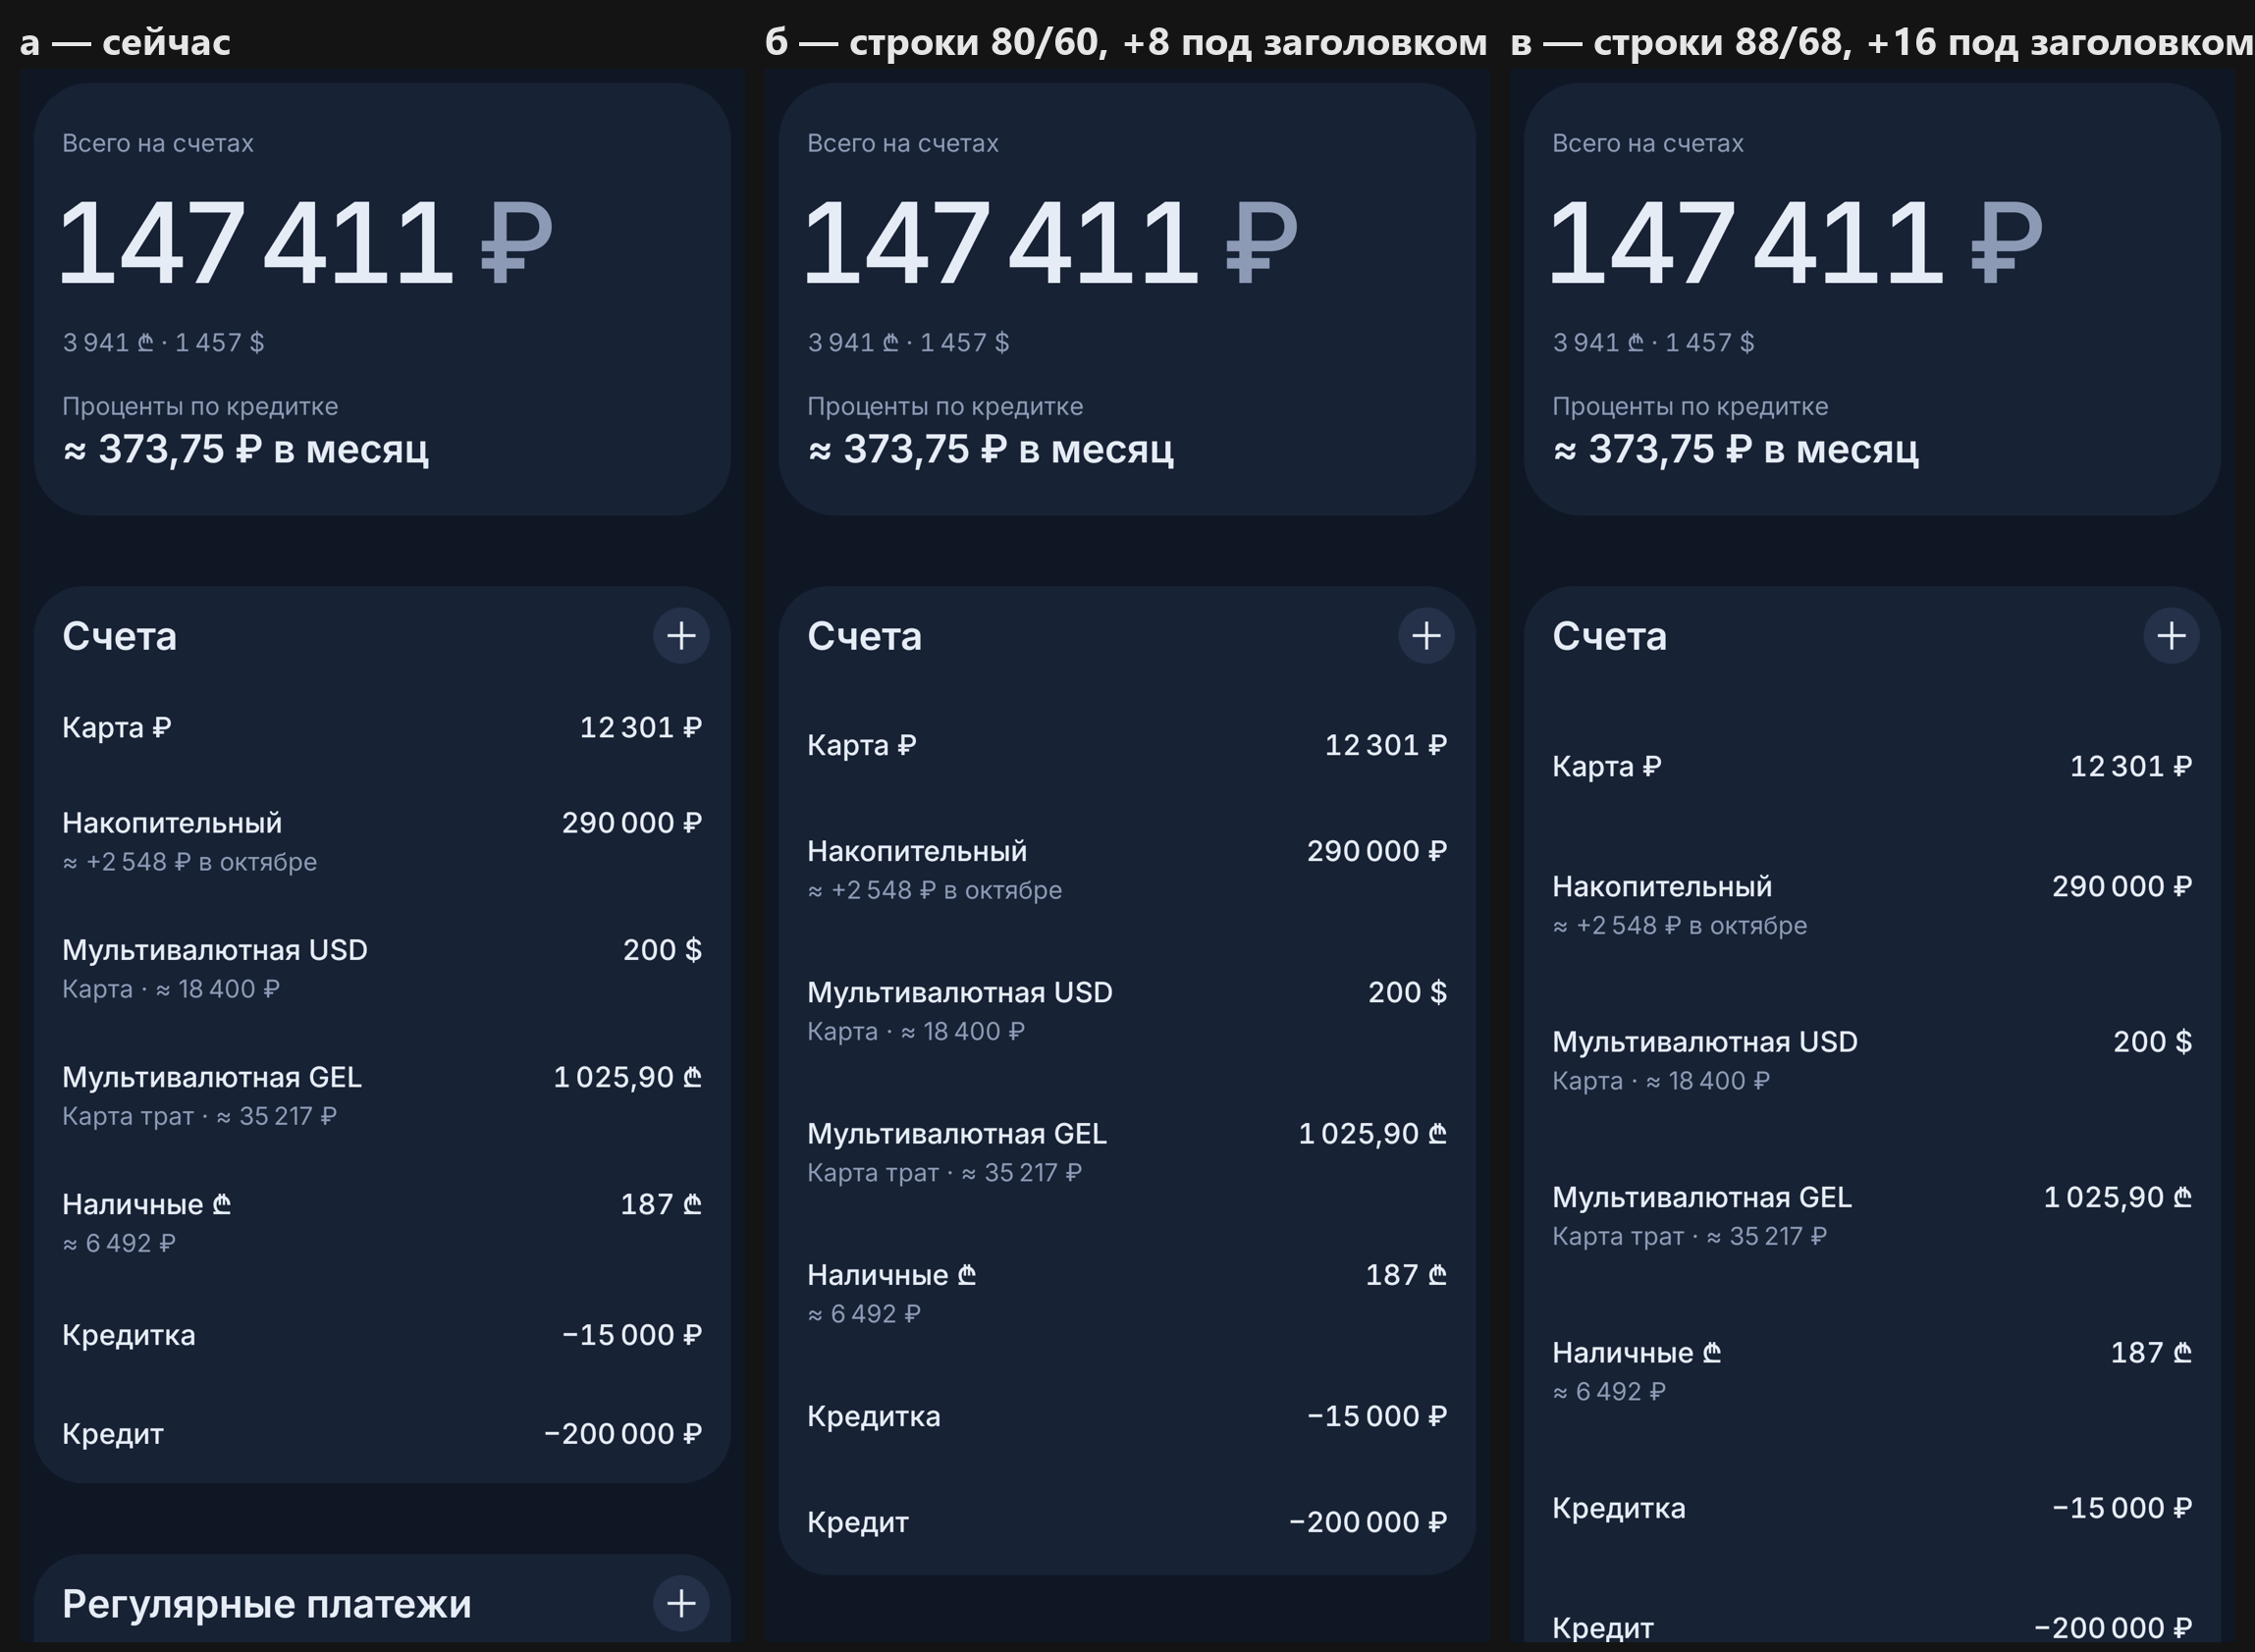 а — сейчас
Всего на счетах
147 411 ₽
3 941 ₾ · 1 457 $
Проценты по кредитке
≈ 373,75 ₽ в месяц
Счета
Карта ₽ 12 301 ₽
Накопительный 290 000 ₽
≈ +2 548 ₽ в октябре
Мультивалютная USD 200 $
Карта · ≈ 18 400 ₽
Мультивалютная GEL 1 025,90 ₾
Карта трат · ≈ 35 217 ₽
Наличные ₾ 187 ₾
≈ 6 492 ₽
Кредитка −15 000 ₽
Кредит −200 000 ₽
Регулярные платежи
б — строки 80/60, +8 под заголовком
Всего на счетах
147 411 ₽
3 941 ₾ · 1 457 $
Проценты по кредитке
≈ 373,75 ₽ в месяц
Счета
Карта ₽ 12 301 ₽
Накопительный 290 000 ₽
≈ +2 548 ₽ в октябре
Мультивалютная USD 200 $
Карта · ≈ 18 400 ₽
Мультивалютная GEL 1 025,90 ₾
Карта трат · ≈ 35 217 ₽
Наличные ₾ 187 ₾
≈ 6 492 ₽
Кредитка −15 000 ₽
Кредит −200 000 ₽
в — строки 88/68, +16 под заголовком
Всего на счетах
147 411 ₽
3 941 ₾ · 1 457 $
Проценты по кредитке
≈ 373,75 ₽ в месяц
Счета
Карта ₽ 12 301 ₽
Накопительный 290 000 ₽
≈ +2 548 ₽ в октябре
Мультивалютная USD 200 $
Карта · ≈ 18 400 ₽
Мультивалютная GEL 1 025,90 ₾
Карта трат · ≈ 35 217 ₽
Наличные ₾ 187 ₾
≈ 6 492 ₽
Кредитка −15 000 ₽
Кредит −200 000 ₽